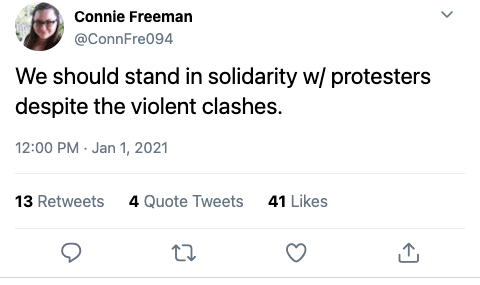 Connie Freeman
@ConnFre094
We should stand in solidarity w/ protesters
despite the violent clashes.
12:00 PM · Jan 1, 2021
13 Retweets 4 Quote Tweets 41 Likes